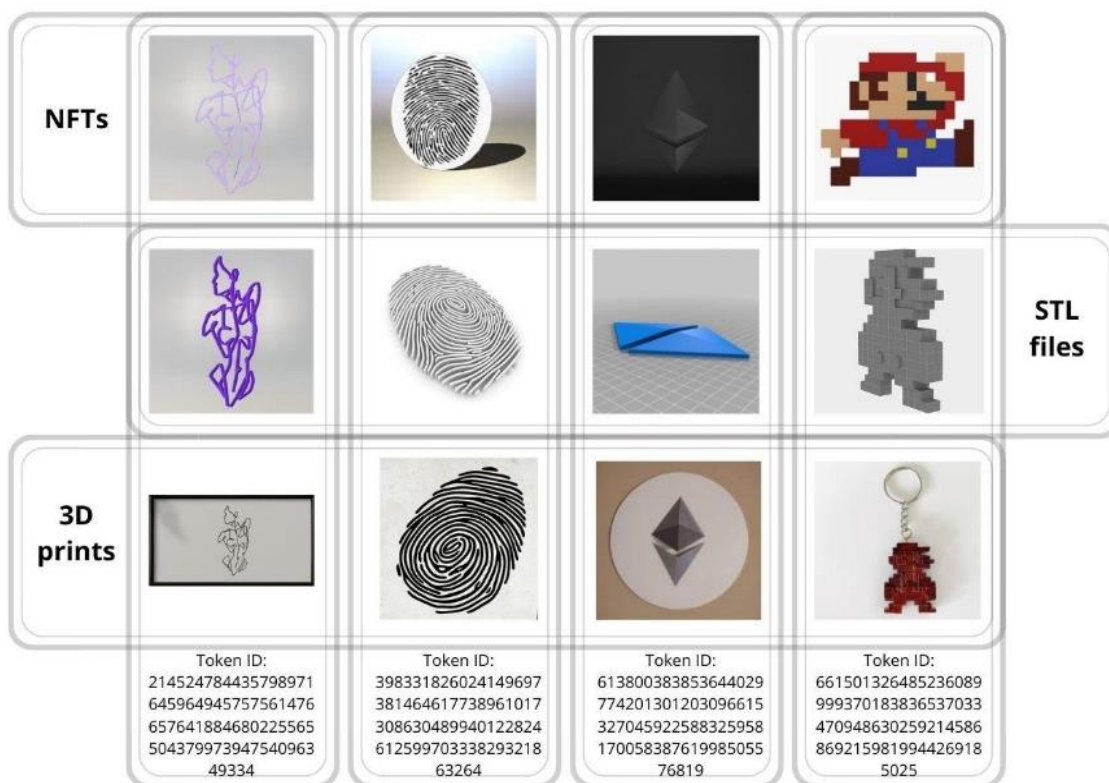 NFTs
STL
files
3D
prints
Token ID:
214524784435798971
645964945757561476
657641884680225565
504379973947540963
49334
Token ID:
398331826024149697
381464617738961017
308630489940122824
612599703338293218
63264
Token ID:
613800383853644029
774201301203096615
327045922588325958
170058387619985055
76819
Token ID:
661501326485236089
999370183836537033
470948630259214586
869215981994426918
5025